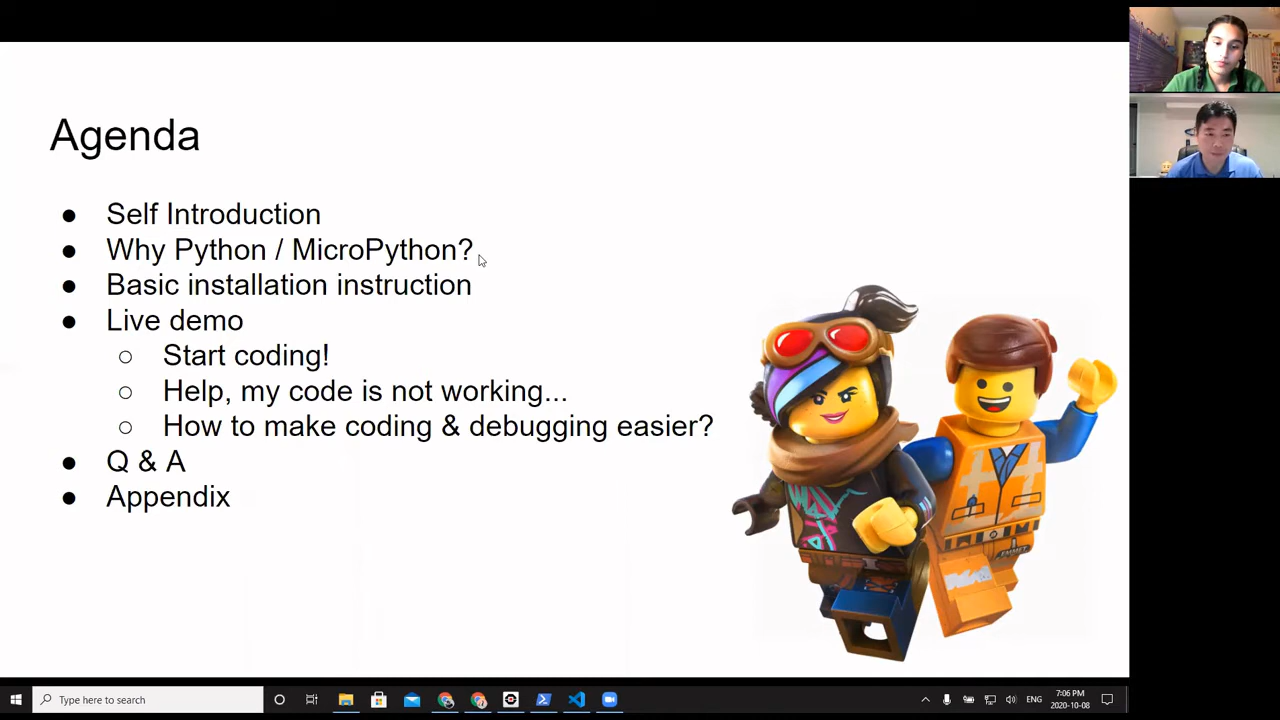 Agenda
● Self Introduction
● Why Python / MicroPython?
● Basic installation instruction
● Live demo
○ Start coding!
○ Help, my code is not working...
○ How to make coding & debugging easier?
● Q & A
● Appendix
EMMET
Type here to search
ENG
7:06 PM
2020-10-08